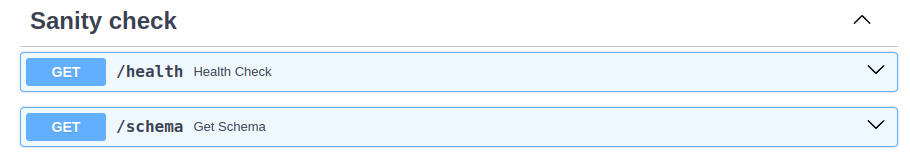 Sanity check
GET /health Health Check
GET /schema Get Schema